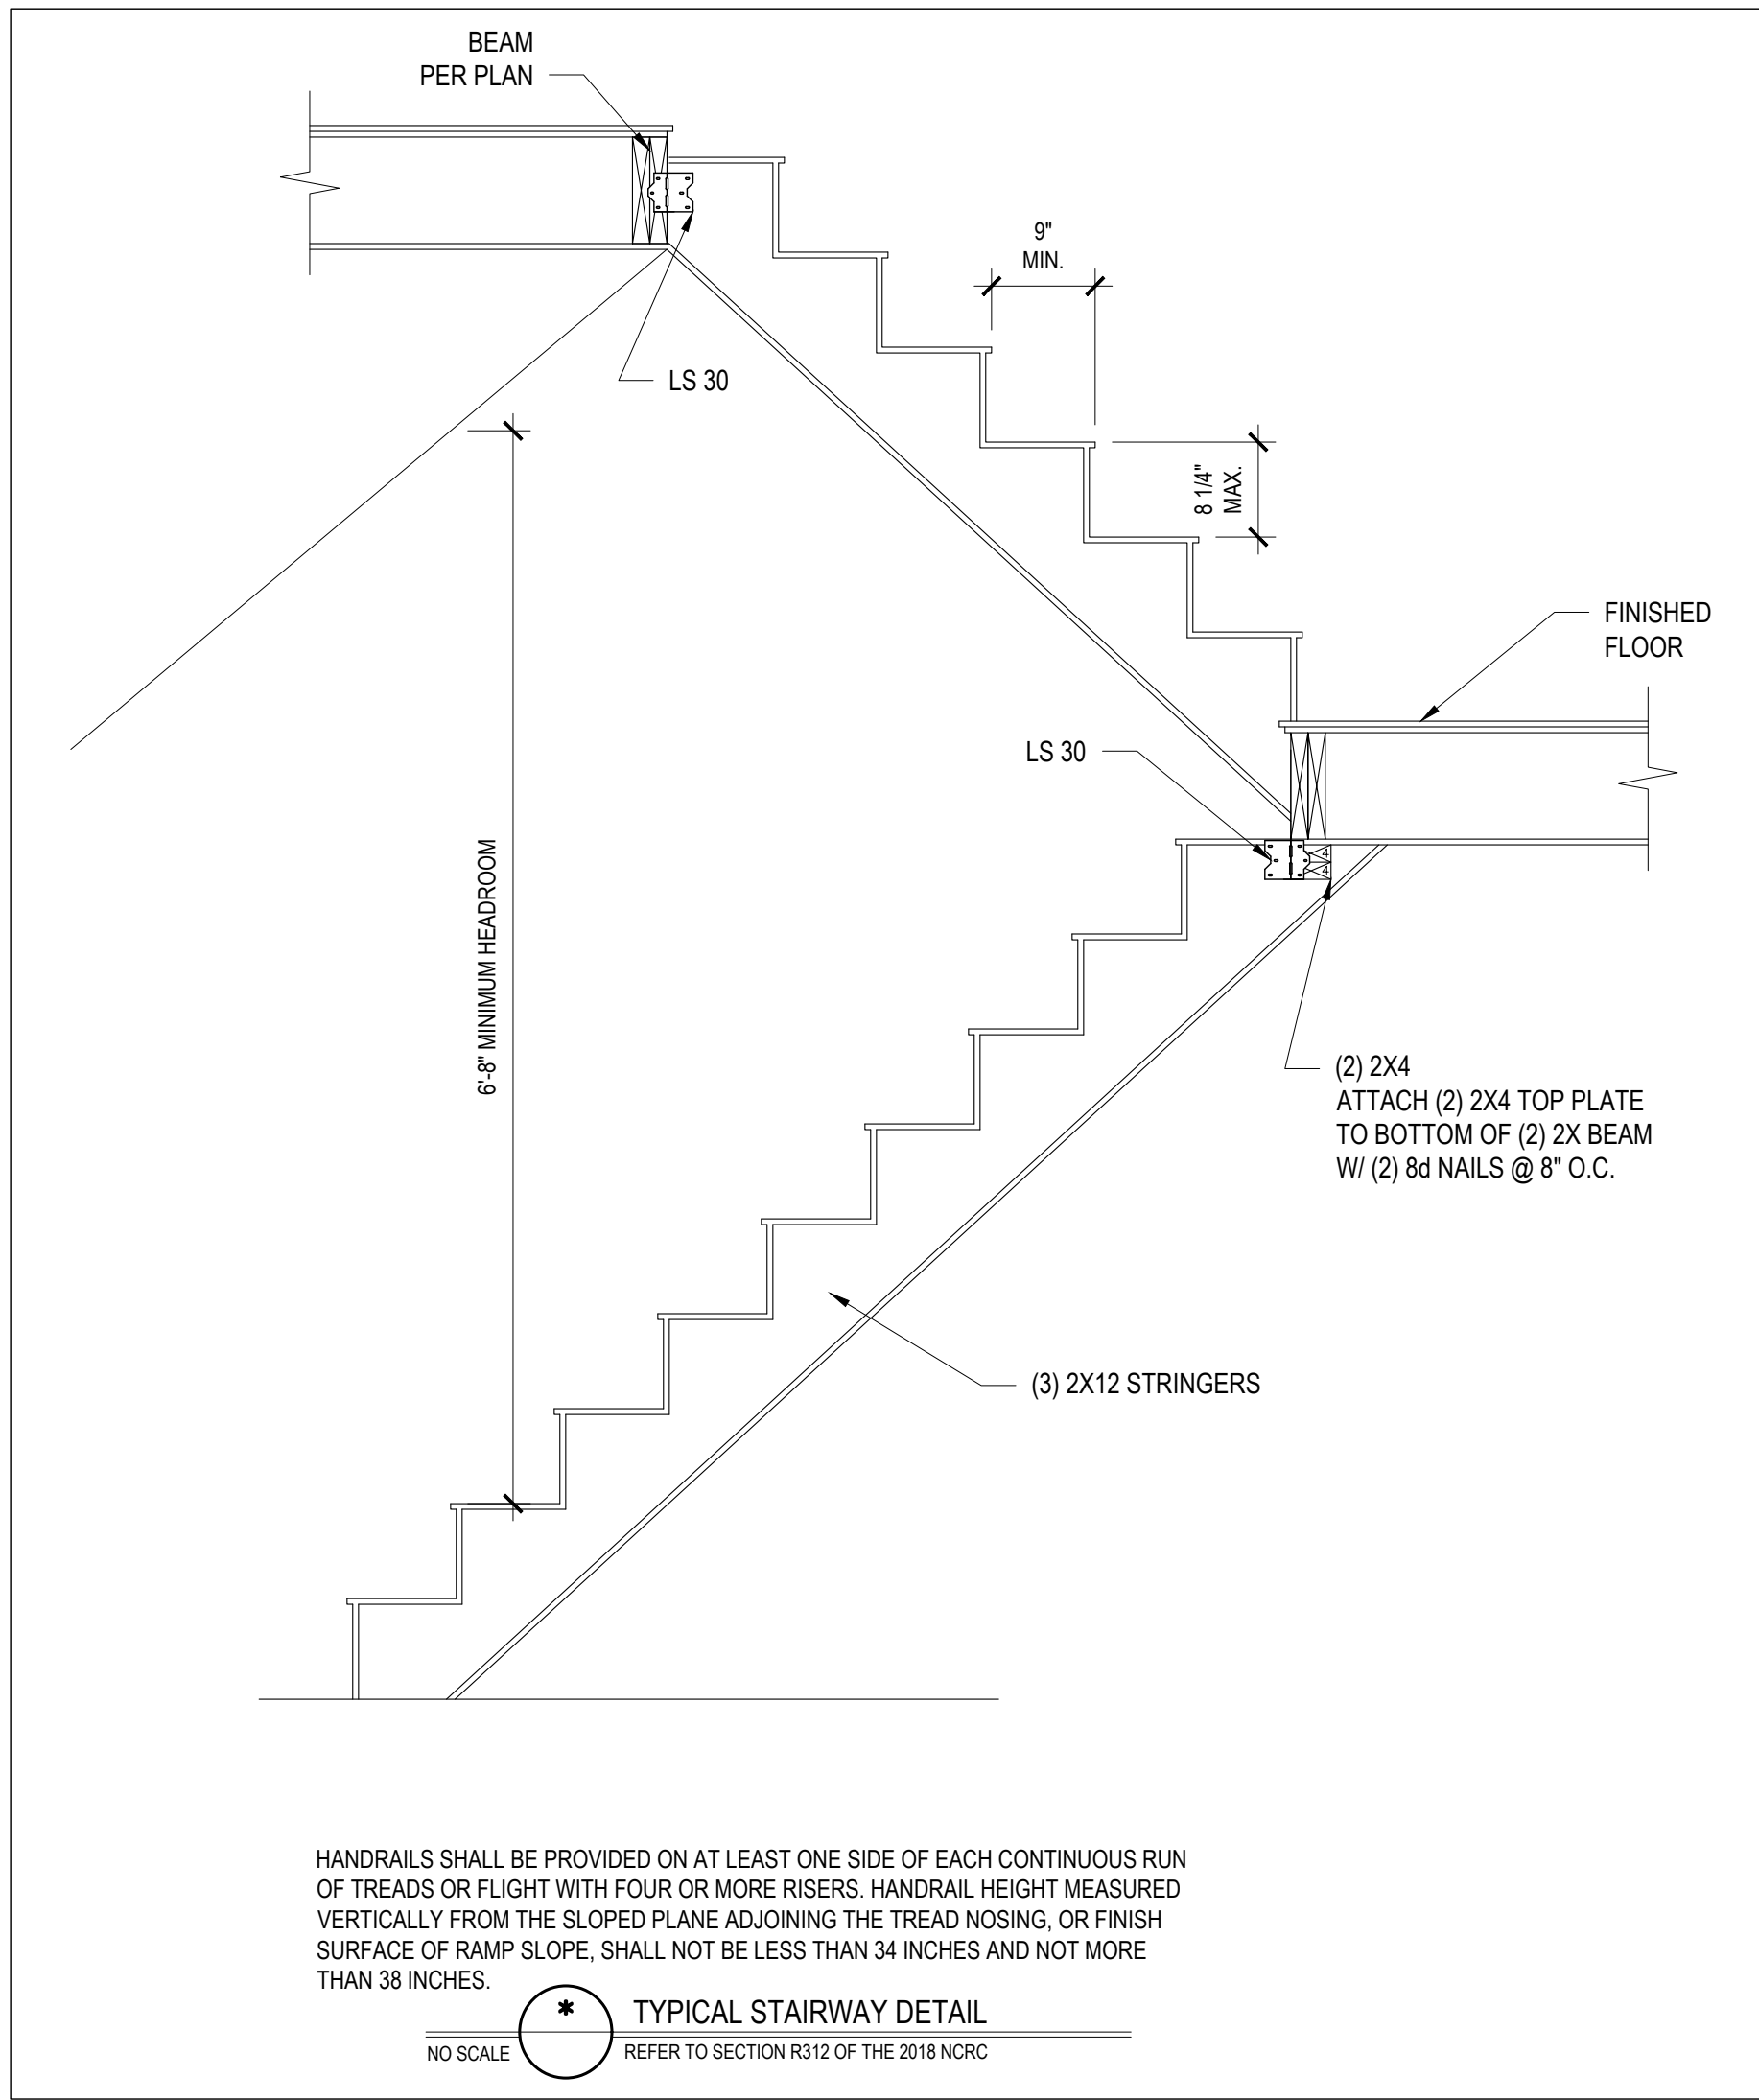 BEAM
PER PLAN
9"
MIN.
LS 30
8 1/4"
MAX.
FINISHED
FLOOR
LS 30
4
4
6'-8" MINIMUM HEADROOM
(2) 2X4
ATTACH (2) 2X4 TOP PLATE
TO BOTTOM OF (2) 2X BEAM
W/ (2) 8d NAILS @ 8" O.C.
(3) 2X12 STRINGERS
HANDRAILS SHALL BE PROVIDED ON AT LEAST ONE SIDE OF EACH CONTINUOUS RUN
OF TREADS OR FLIGHT WITH FOUR OR MORE RISERS. HANDRAIL HEIGHT MEASURED
VERTICALLY FROM THE SLOPED PLANE ADJOINING THE TREAD NOSING, OR FINISH
SURFACE OF RAMP SLOPE, SHALL NOT BE LESS THAN 34 INCHES AND NOT MORE
THAN 38 INCHES.
*
TYPICAL STAIRWAY DETAIL
NO SCALE
REFER TO SECTION R312 OF THE 2018 NCRC